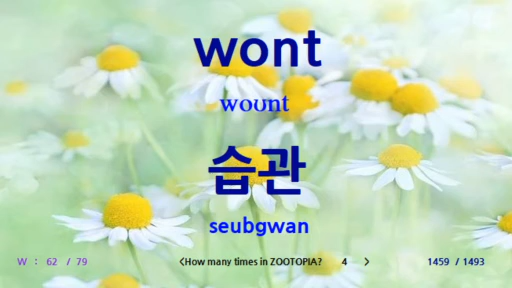 wont
wount
습관
seubgwan
W : 62 / 79 <How many times in ZOOTOPIA? 4 > 1459 / 1493